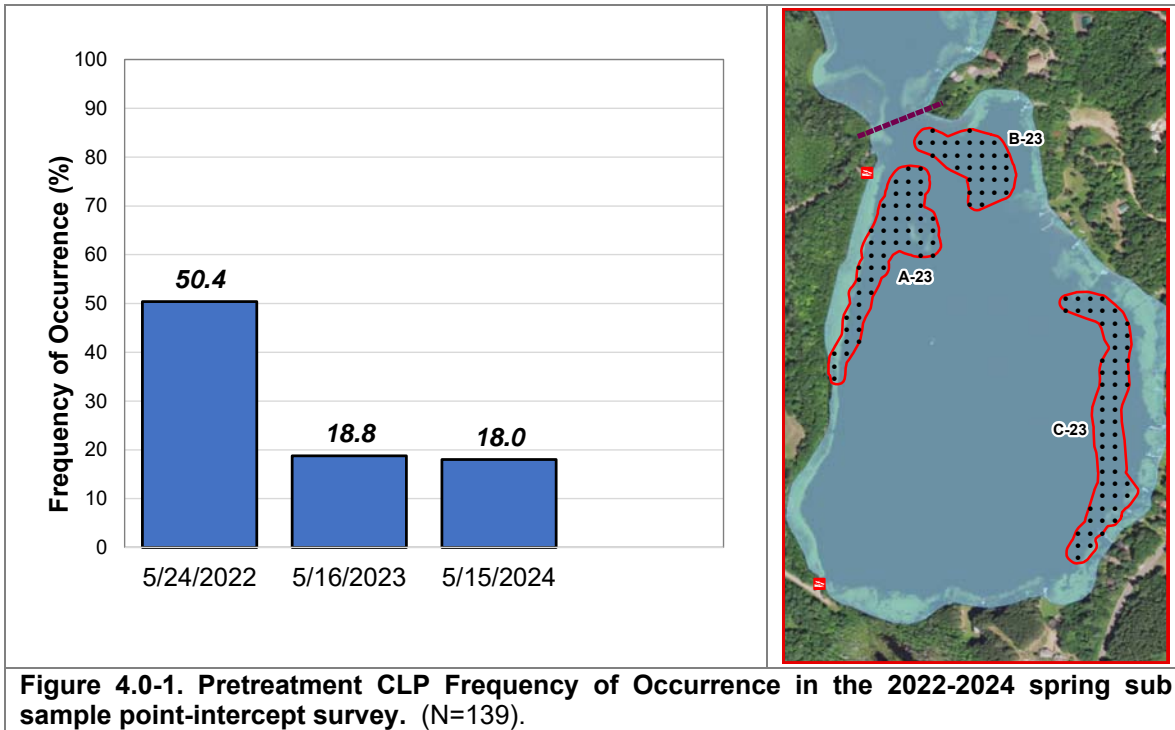 Frequency of Occurrence (%)
100
90
80
70
60
50
40
30
20
10
0
50.4
18.8
18.0
5/24/2022
5/16/2023
5/15/2024
B-23
A-23
C-23
Figure 4.0-1. Pretreatment CLP Frequency of Occurrence in the 2022-2024 spring sub
sample point-intercept survey. (N=139).